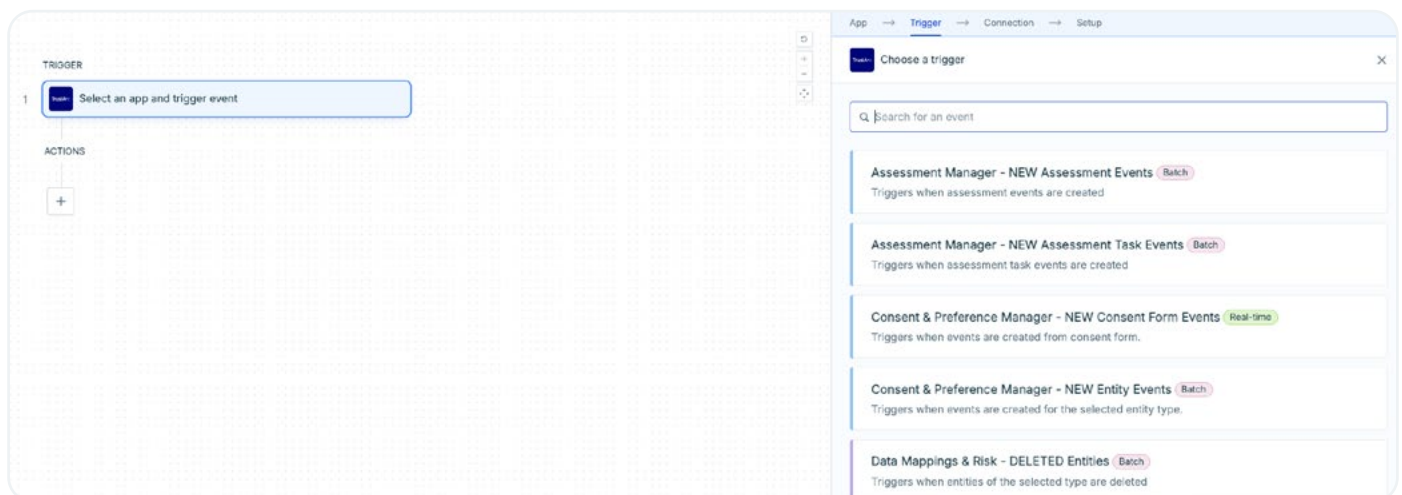 TRIGGER
1
TrustArc
Select an app and trigger event
ACTIONS
+
App → Trigger → Connection → Setup
TrustArc
Choose a trigger
Search for an event
Assessment Manager - NEW Assessment Events Batch
Triggers when assessment events are created
Assessment Manager - NEW Assessment Task Events Batch
Triggers when assessment task events are created
Consent & Preference Manager - NEW Consent Form Events Real-time
Triggers when events are created from consent form.
Consent & Preference Manager - NEW Entity Events Batch
Triggers when events are created for the selected entity type.
Data Mappings & Risk - DELETED Entities Batch
Triggers when entities of the selected type are deleted